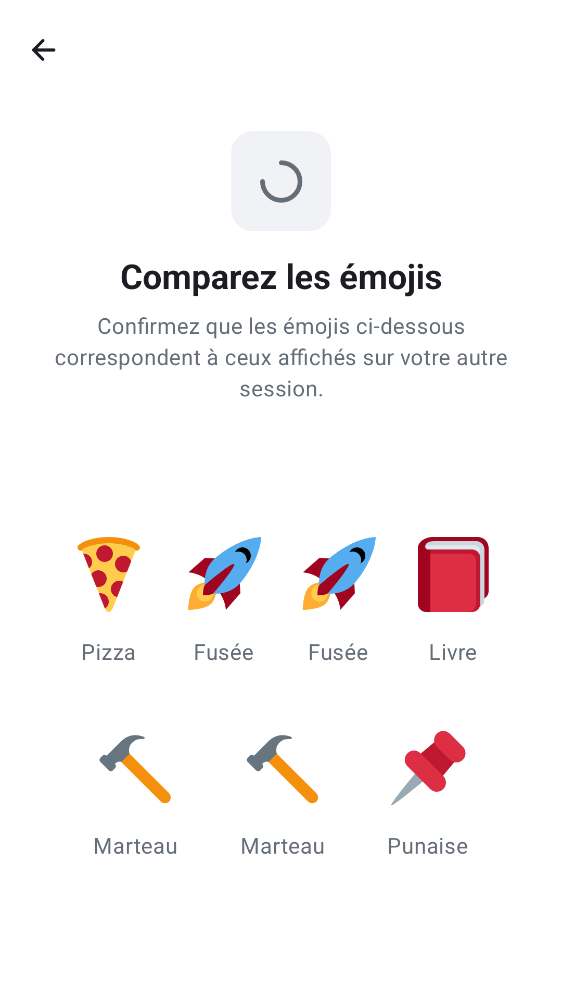 Comparez les émojis
Confirmez que les émojis ci-dessous
correspondent à ceux affichés sur votre autre
session.
Pizza Fusée Fusée Livre
Marteau Marteau Punaise